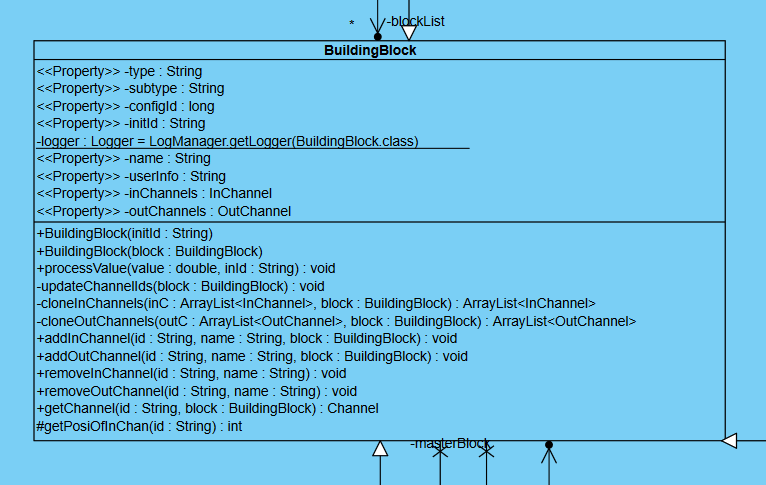 * -blockList
BuildingBlock
<<Property>> -type : String
<<Property>> -subtype : String
<<Property>> -configId : long
<<Property>> -initId : String
-logger : Logger = LogManager.getLogger(BuildingBlock.class)
<<Property>> -name : String
<<Property>> -userInfo : String
<<Property>> -inChannels : InChannel
<<Property>> -outChannels : OutChannel
+BuildingBlock(initId : String)
+BuildingBlock(block : BuildingBlock)
+processValue(value : double, inId : String) : void
-updateChannelIds(block : BuildingBlock) : void
-cloneInChannels(inC : ArrayList<InChannel>, block : BuildingBlock) : ArrayList<InChannel>
-cloneOutChannels(outC : ArrayList<OutChannel>, block : BuildingBlock) : ArrayList<OutChannel>
+addInChannel(id : String, name : String, block : BuildingBlock) : void
+addOutChannel(id : String, name : String, block : BuildingBlock) : void
+removeInChannel(id : String, name : String) : void
+removeOutChannel(id : String, name : String) : void
+getChannel(id : String, block : BuildingBlock) : Channel
#getPosiOfInChan(id : String) : int
-masterBlock